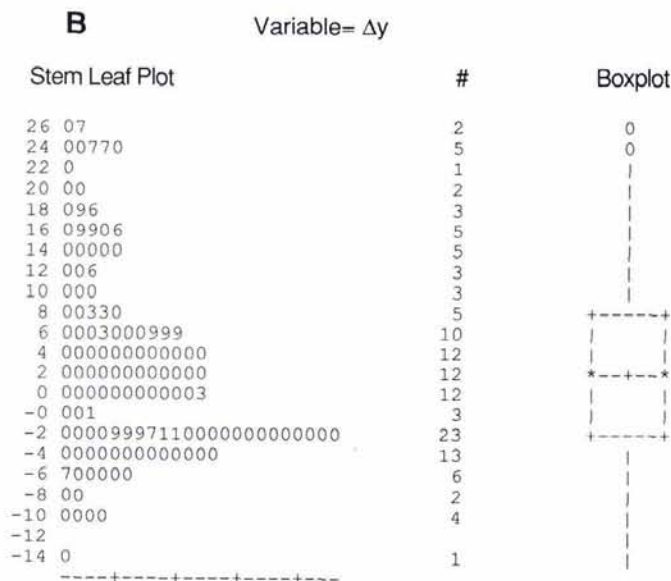 B Variable= Δy
Stem Leaf Plot # Boxplot
26 07 2 0
24 00770 5 0
22 0 1 |
20 00 2 |
18 096 3 |
16 09906 5 |
14 00000 5 |
12 006 3 |
10 000 3 |
8 00330 5 +-----+
6 0003000999 10 | |
4 000000000000 12 | |
2 000000000000 12 *--+--*
0 000000000003 12 | |
-0 001 3 | |
-2 00009997110000000000000 23 +-----+
-4 0000000000000 13 |
-6 700000 6 |
-8 00 2 |
-10 0000 4 |
-12 |
-14 0 1 |
----+----+----+----+---